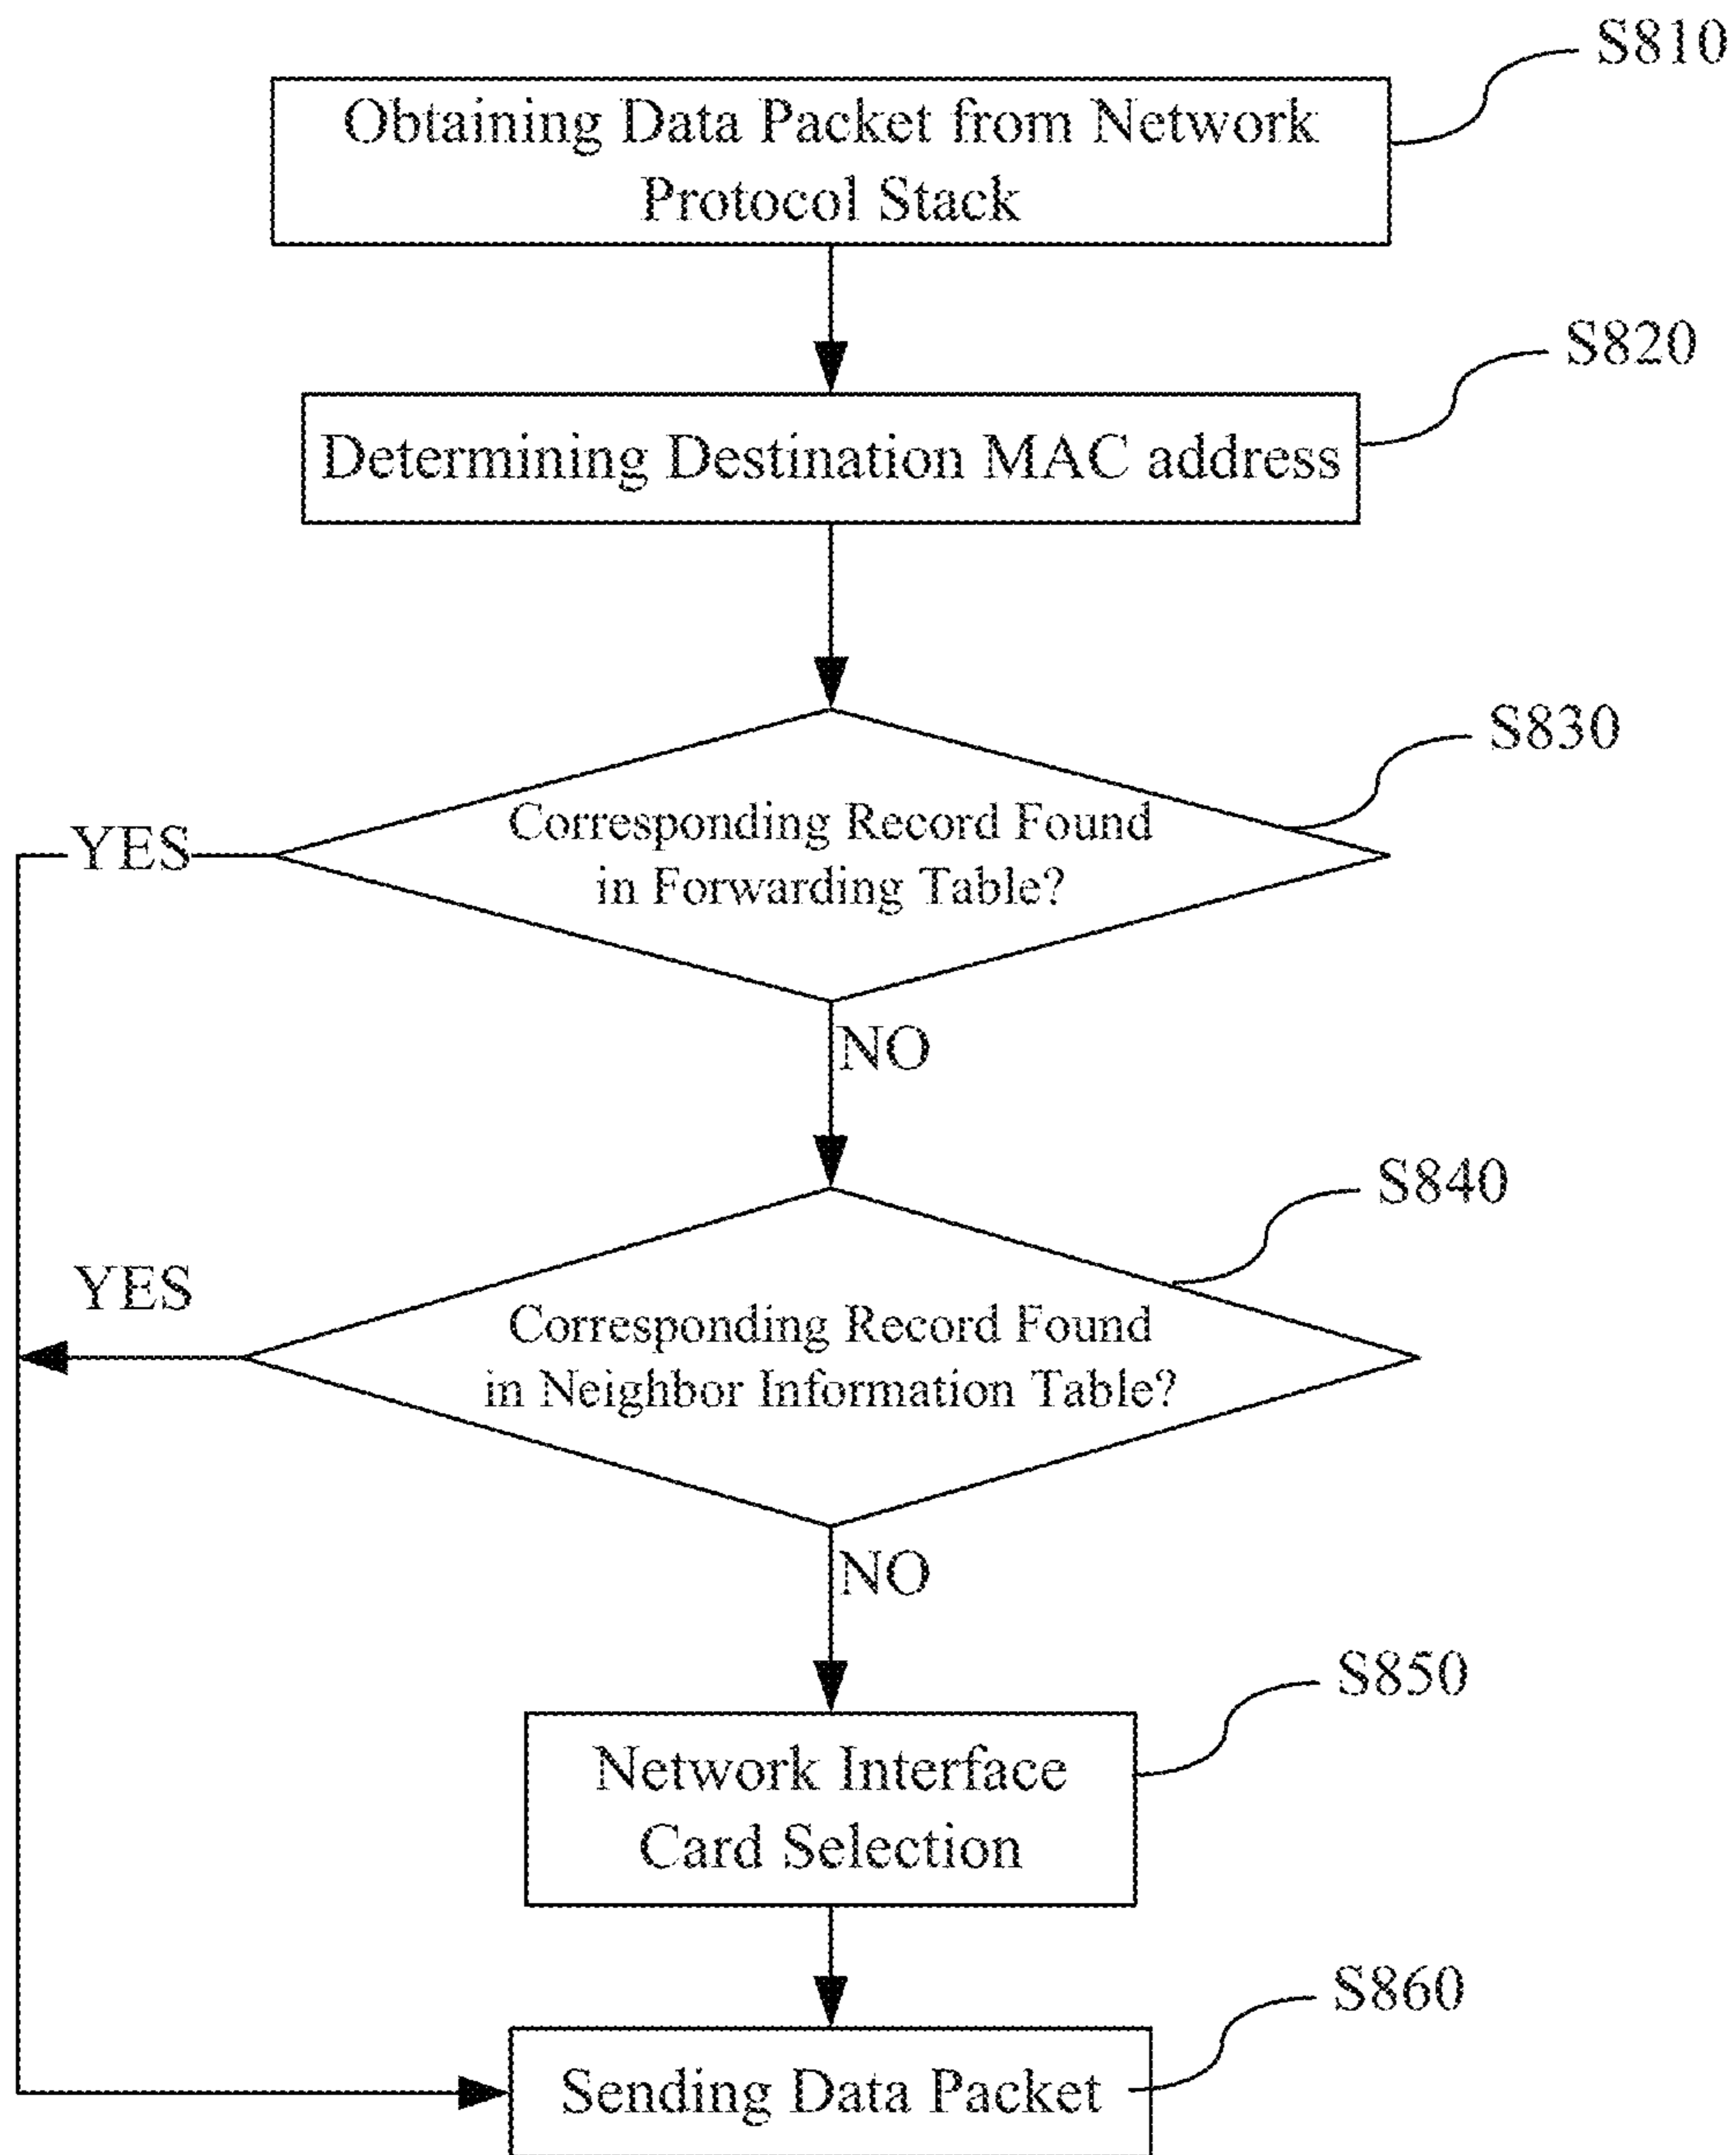 S810
Obtaining Data Packet from Network
Protocol Stack
S820
Determining Destination MAC address
S830
Corresponding Record Found
in Forwarding Table?
YES
NO
S840
YES
Corresponding Record Found
in Neighbor Information Table?
NO
S850
Network Interface
Card Selection
S860
Sending Data Packet